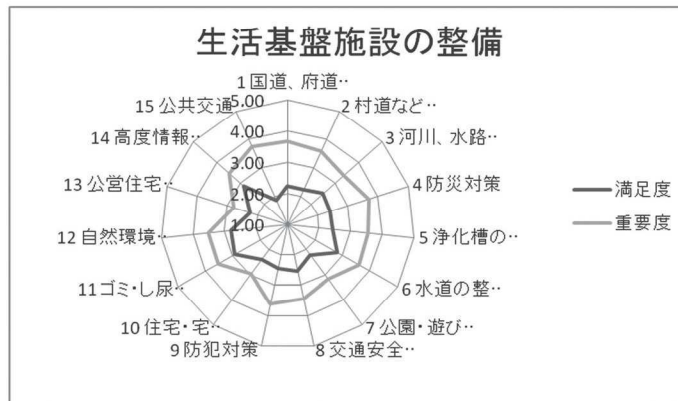 生活基盤施設の整備
1 国道、府道‥
2 村道など‥
3 河川、水路‥
4 防災対策
5 浄化槽の‥
6 水道の整‥
7 公園・遊び‥
8 交通安全‥
9 防犯対策
10 住宅・宅‥
11 ゴミ・し尿‥
12 自然環境‥
13 公営住宅‥
14 高度情報‥
15 公共交通
5.00
4.00
3.00
2.00
1.00
満足度
重要度